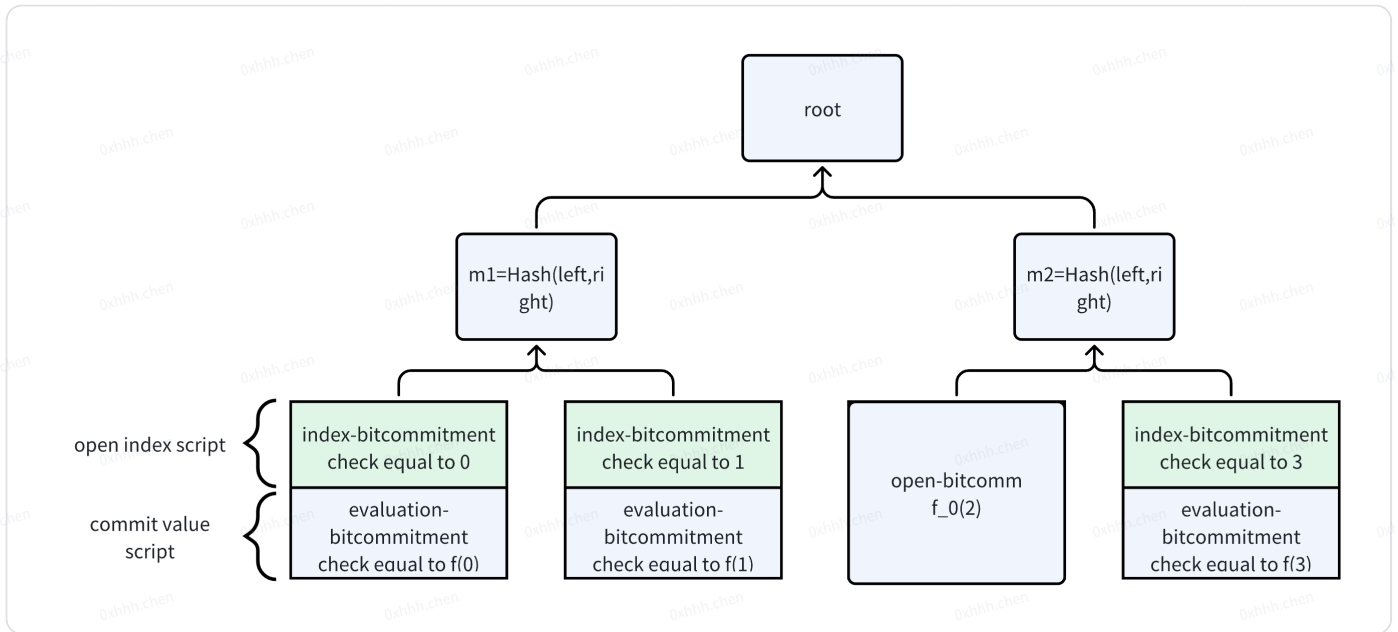 root
m1=Hash(left,ri
ght)
m2=Hash(left,ri
ght)
open index script
index-bitcommitment
check equal to 0
index-bitcommitment
check equal to 1
open-bitcomm
f_0(2)
index-bitcommitment
check equal to 3
commit value
script
evaluation-
bitcommitment
check equal to f(0)
evaluation-
bitcommitment
check equal to f(1)
evaluation-
bitcommitment
check equal to f(3)
0xhhh.chen